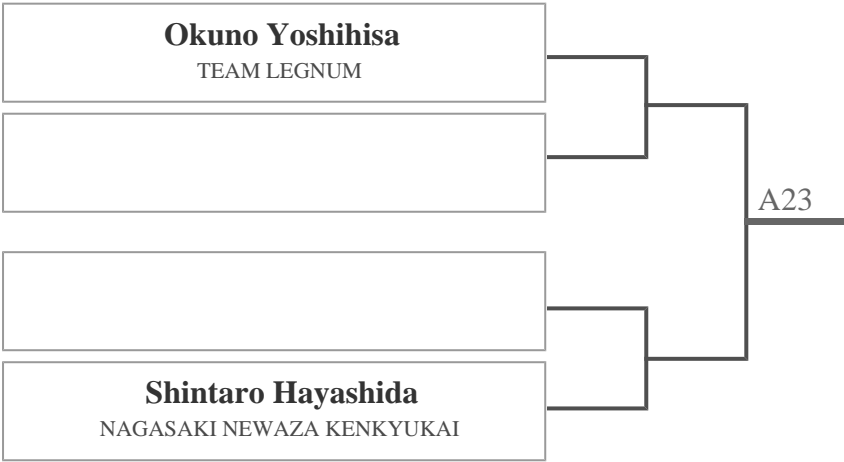 Okuno Yoshihisa
TEAM LEGNUM
A23
Shintaro Hayashida
NAGASAKI NEWAZA KENKYUKAI